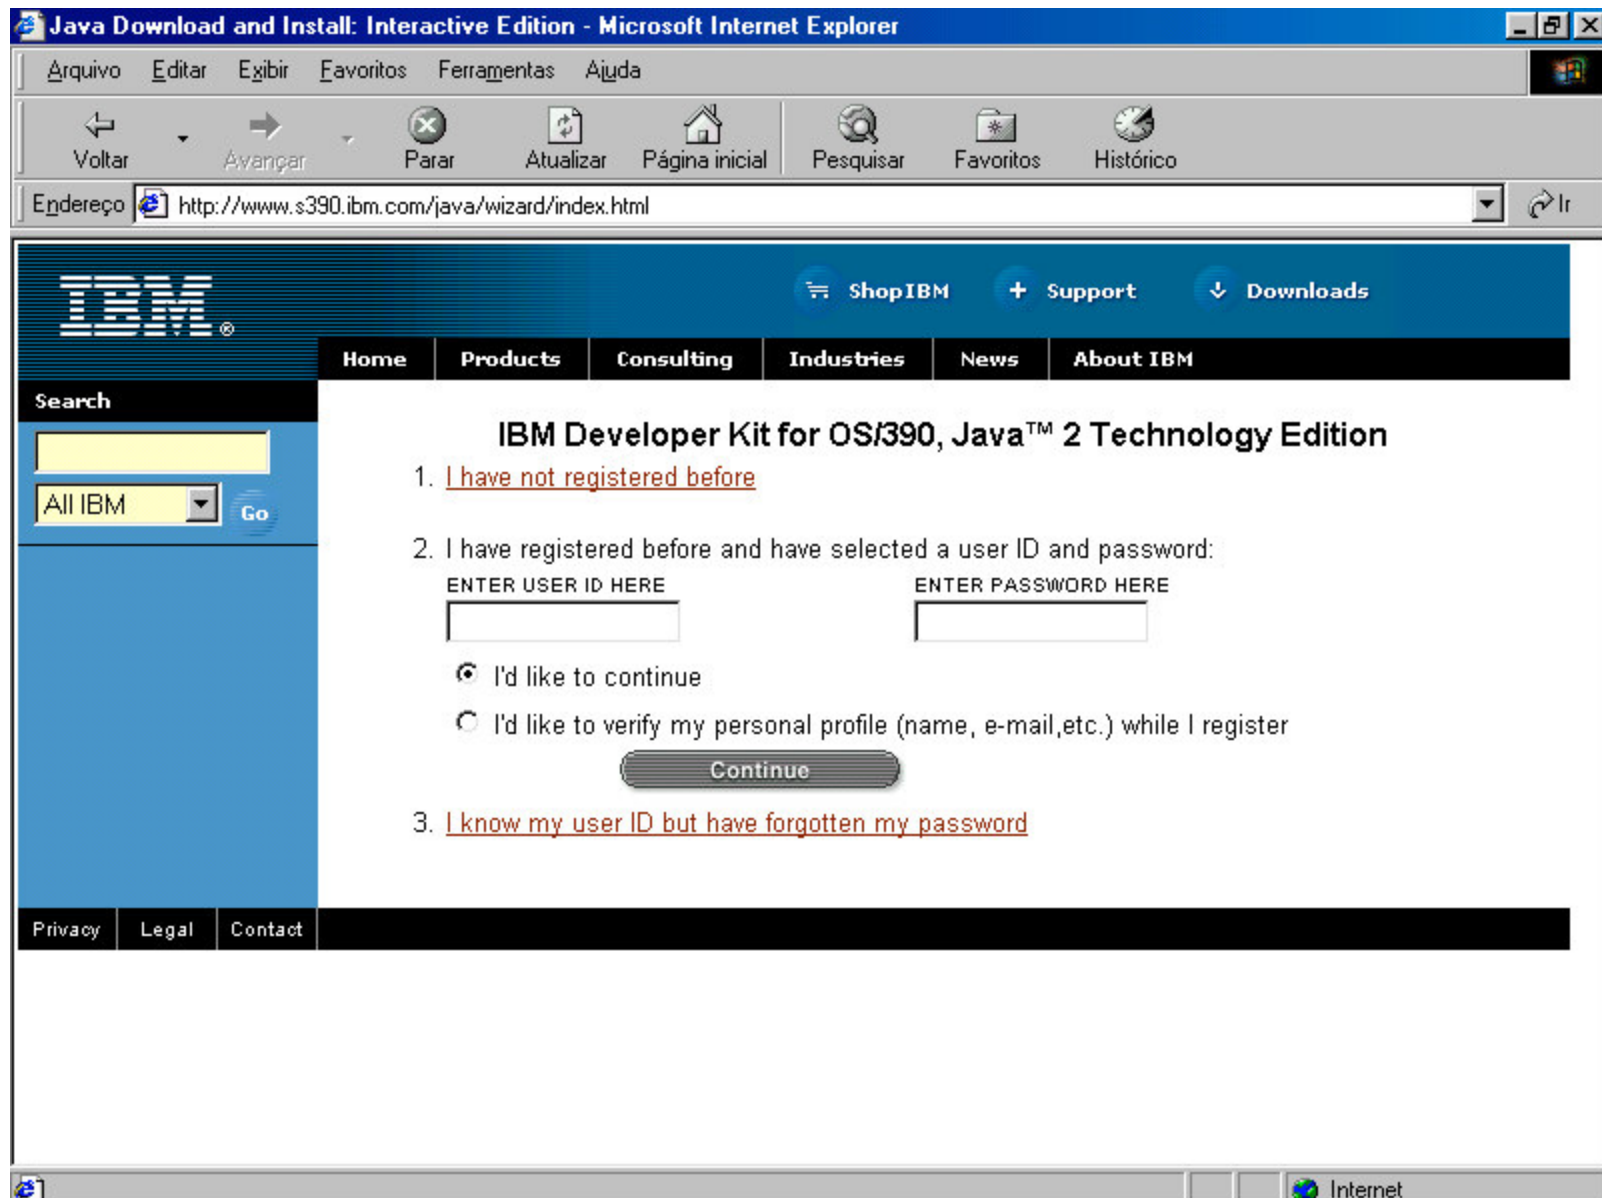 Java Download and Install: Interactive Edition - Microsoft Internet Explorer
Arquivo Editar Exibir Favoritos Ferramentas Ajuda
Voltar Avançar Parar Atualizar Página inicial Pesquisar Favoritos Histórico
Endereço http://www.s390.ibm.com/java/wizard/index.html Ir
IBM® ShopIBM Support Downloads
Home Products Consulting Industries News About IBM
Search
IBM Developer Kit for OS/390, Java™ 2 Technology Edition
1. I have not registered before
All IBM Go
2. I have registered before and have selected a user ID and password:
ENTER USER ID HERE ENTER PASSWORD HERE
I'd like to continue
I'd like to verify my personal profile (name, e-mail,etc.) while I register
Continue
3. I know my user ID but have forgotten my password
Privacy Legal Contact
Internet